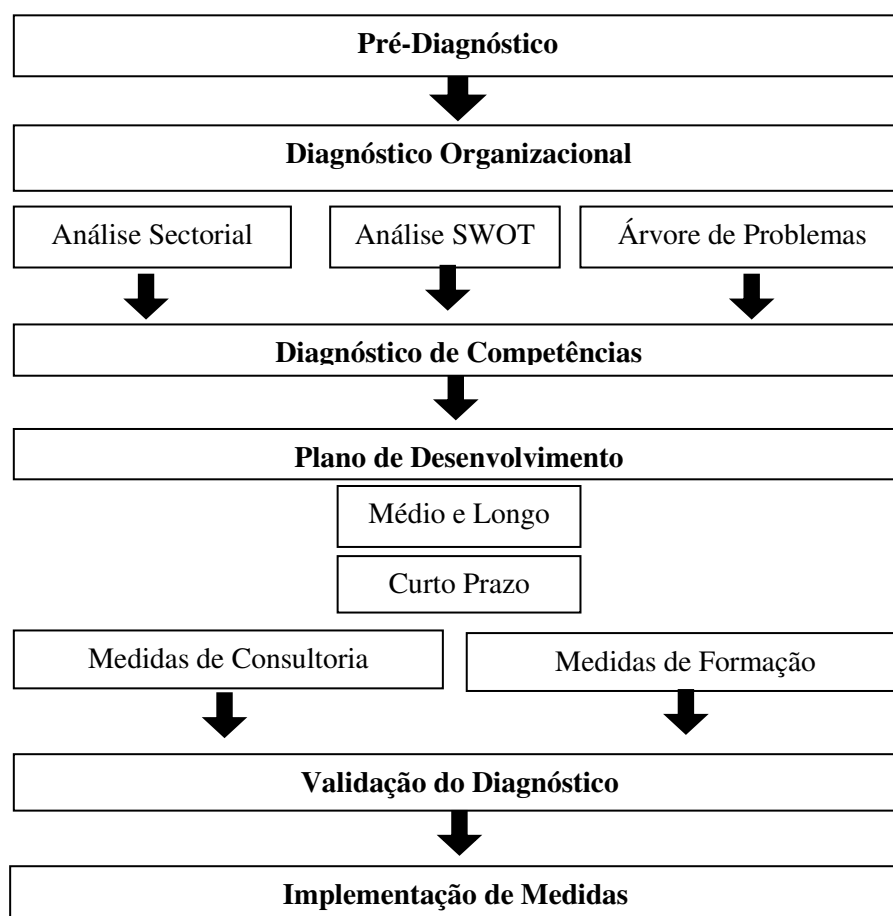 Pré-Diagnóstico
Diagnóstico Organizacional
Análise Sectorial
Análise SWOT
Árvore de Problemas
Diagnóstico de Competências
Plano de Desenvolvimento
Médio e Longo
Curto Prazo
Medidas de Consultoria
Medidas de Formação
Validação do Diagnóstico
Implementação de Medidas